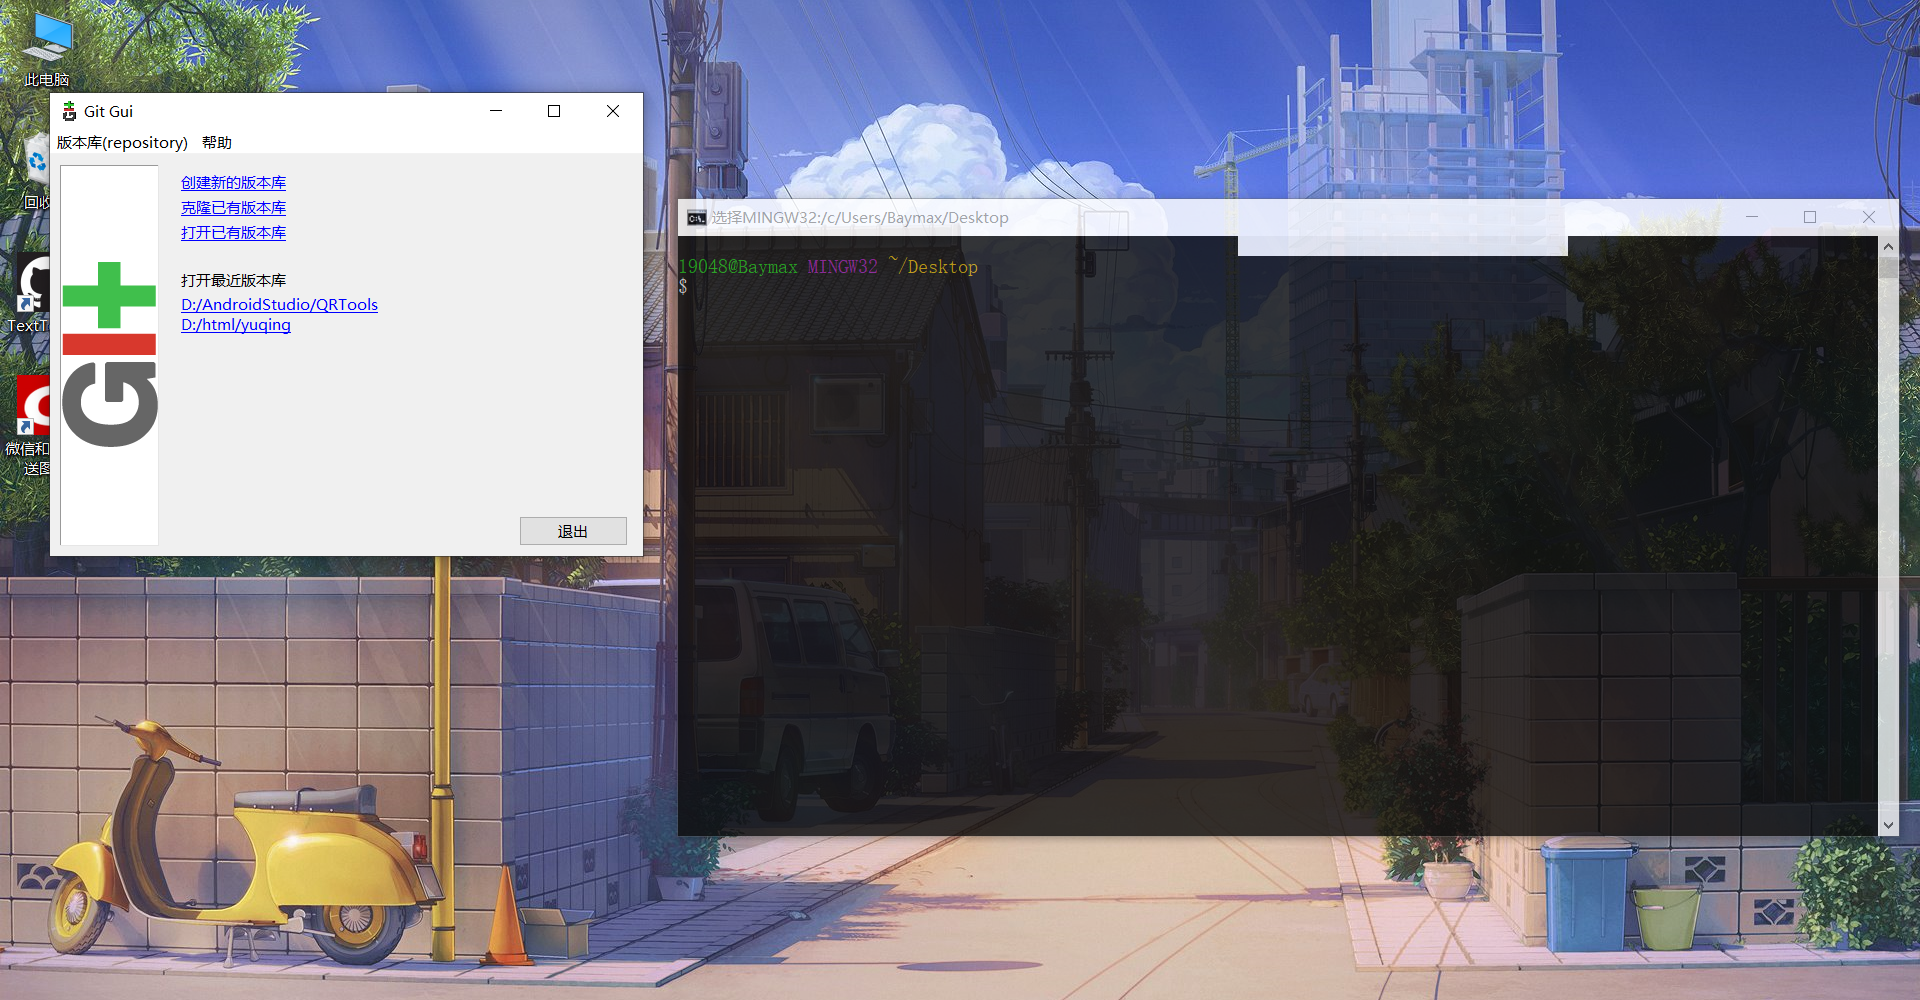 此电脑
回收
TextT
微信和
送图
Git Gui
版本库(repository) 帮助
创建新的版本库
克隆已有版本库
打开已有版本库
打开最近版本库
D:/AndroidStudio/QRTools
D:/html/yuqing
GIT
退出
选择MINGW32:/c/Users/Baymax/Desktop
19048@Baymax MINGW32 ~/Desktop
$